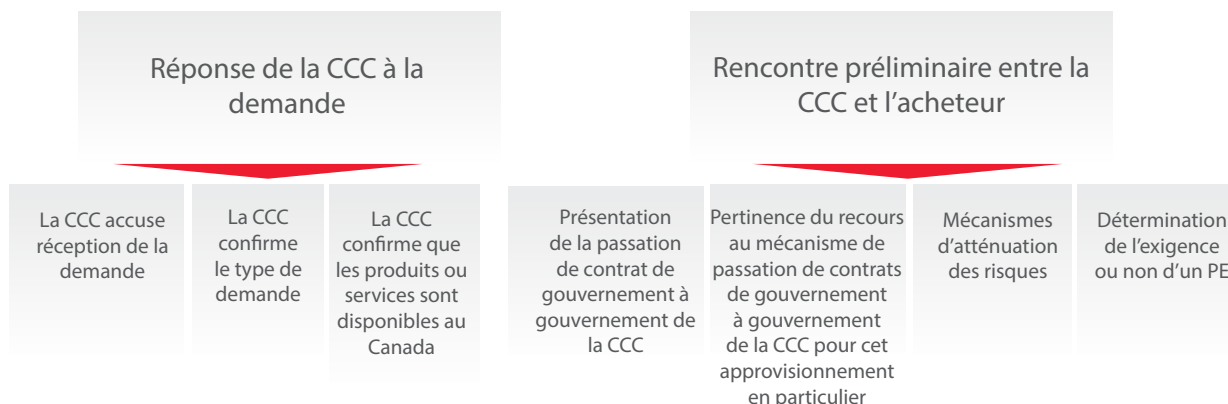 Réponse de la CCC à la
demande
Rencontre préliminaire entre la
CCC et l'acheteur
La CCC accuse
réception de la
demande
La CCC
confirme
le type de
demande
La CCC
confirme que
les produits ou
services sont
disponibles au
Canada
Présentation
de la passation
de contrat de
gouvernement à
gouvernement de
la CCC
Pertinence du recours
au mécanisme de
passation de contrats
de gouvernement
à gouvernement
de la CCC pour cet
approvisionnement
en particulier
Mécanismes
d'atténuation
des risques
Détermination
de l'exigence
ou non d'un PE